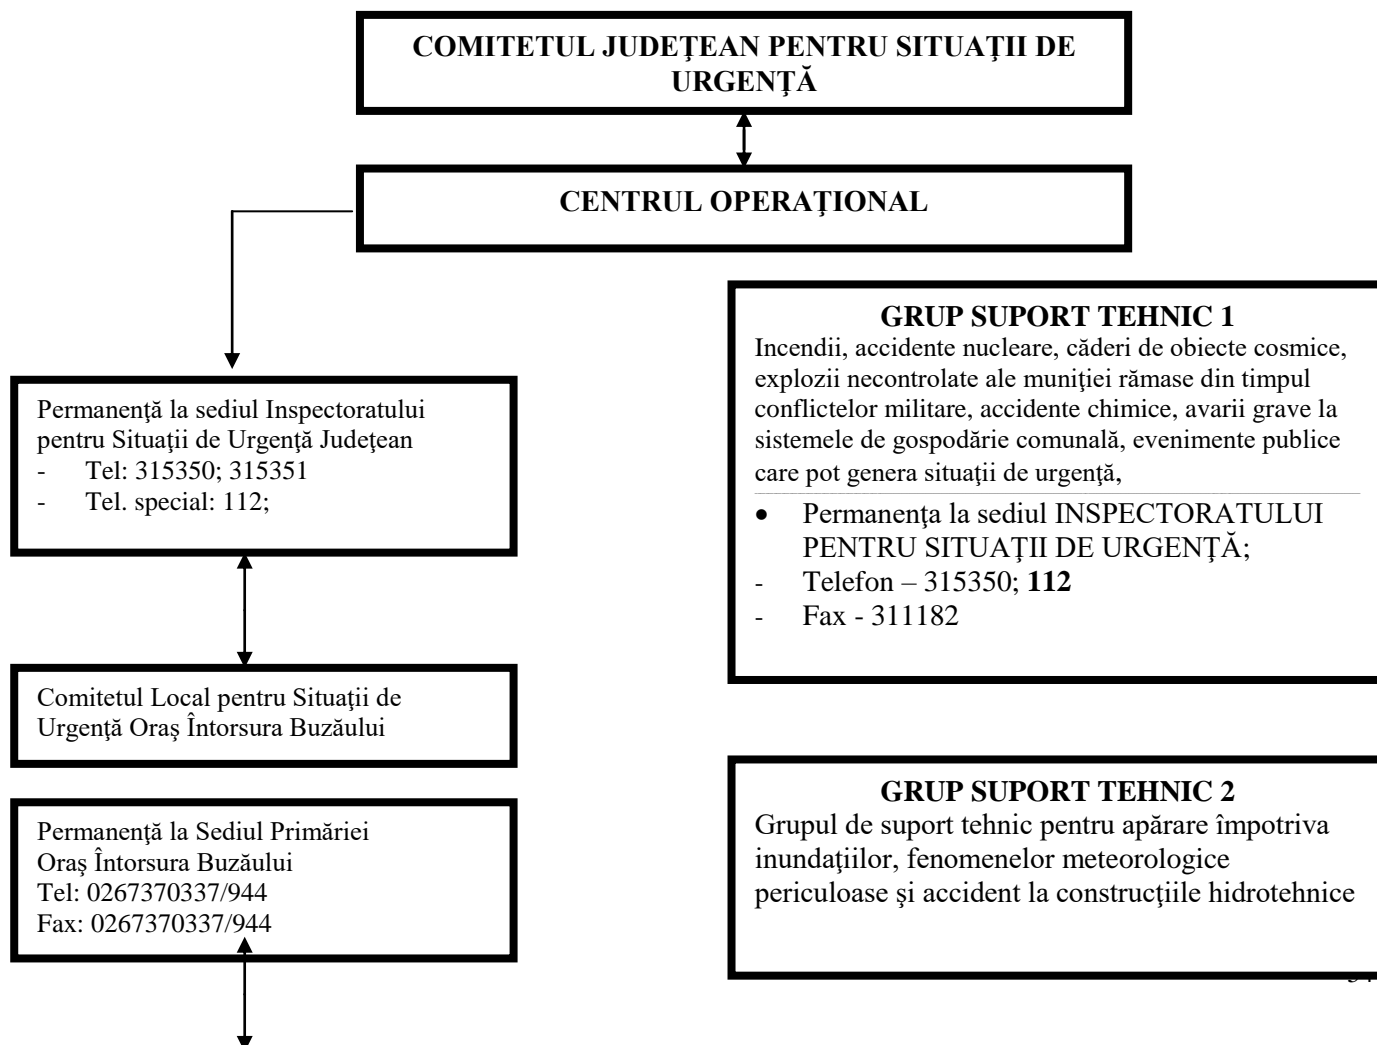 COMITETUL JUDEŢEAN PENTRU SITUAŢII DE
URGENŢĂ
CENTRUL OPERAŢIONAL
Permanenţă la sediul Inspectoratului
pentru Situaţii de Urgenţă Judeţean
- Tel: 315350; 315351
- Tel. special: 112;
Comitetul Local pentru Situaţii de
Urgenţă Oraş Întorsura Buzăului
Permanenţă la Sediul Primăriei
Oraş Întorsura Buzăului
Tel: 0267370337/944
Fax: 0267370337/944
GRUP SUPORT TEHNIC 1
Incendii, accidente nucleare, căderi de obiecte cosmice,
explozii necontrolate ale muniţiei rămase din timpul
conflictelor militare, accidente chimice, avarii grave la
sistemele de gospodărie comunală, evenimente publice
care pot genera situaţii de urgenţă,
• Permanenţa la sediul INSPECTORATULUI
PENTRU SITUAŢII DE URGENŢĂ;
- Telefon – 315350; 112
- Fax - 311182
GRUP SUPORT TEHNIC 2
Grupul de suport tehnic pentru apărare împotriva
inundaţiilor, fenomenelor meteorologice
periculoase şi accident la construcţiile hidrotehnice